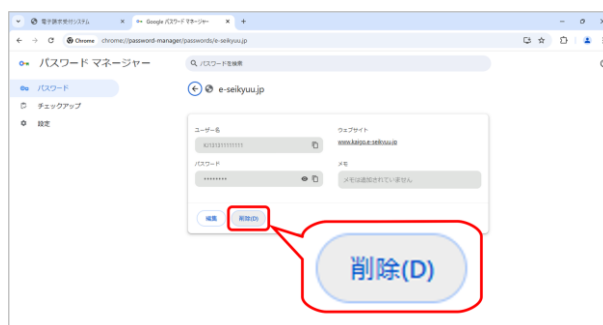 電子請求受付システム
Google パスワード マネージャー
Chrome
chrome://password-manager/passwords/e-seikyuu.jp
パスワード マネージャー
パスワードを検索
パスワード
e-seikyuu.jp
チェックアップ
設定
ユーザー名
ウェブサイト
www.kaigo.e-seikyuu.jp
パスワード
メモ
メモは追加されていません
編集
削除(D)
削除(D)